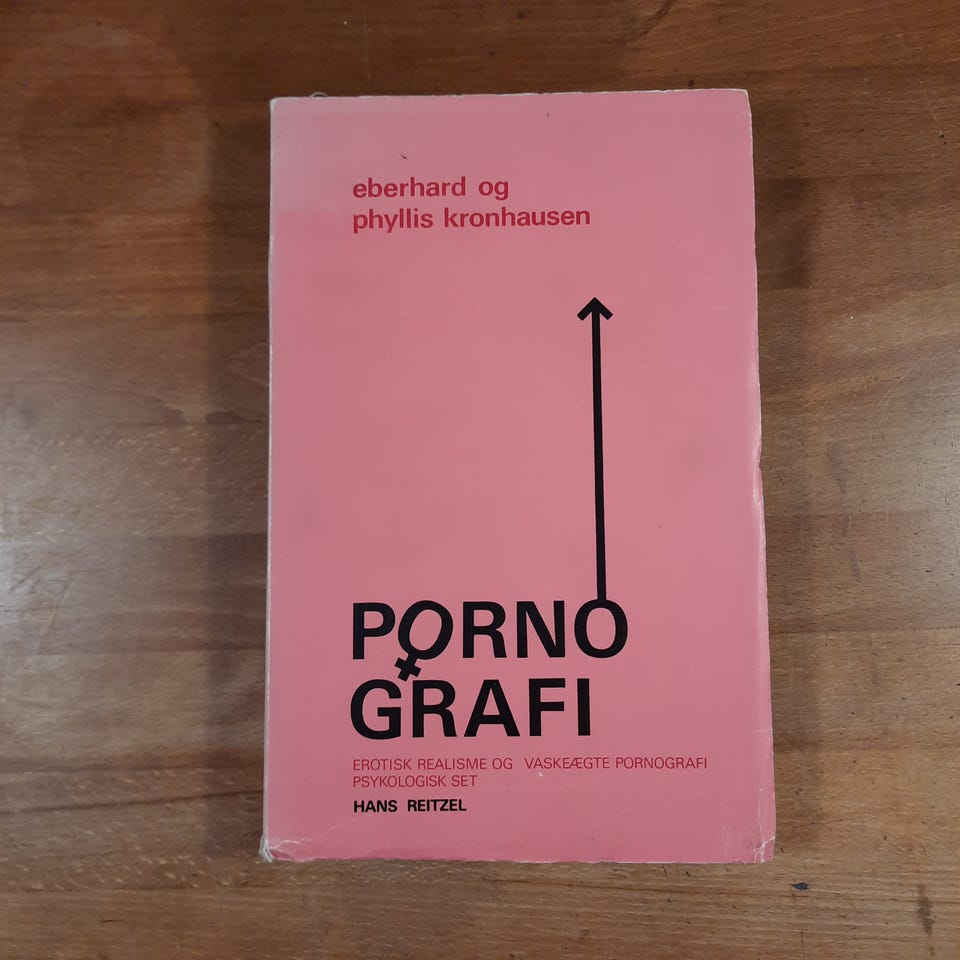 eberhard og
phyllis kronhausen
PORNO
GRAFI
EROTISK REALISME OG VASKEÆGTE PORNOGRAFI
PSYKOLOGISK SET
HANS REITZEL